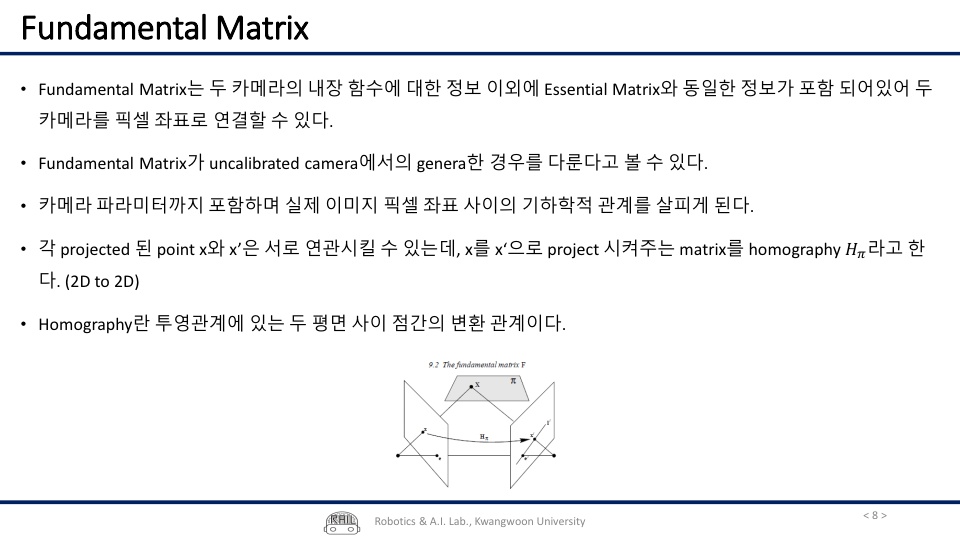 Fundamental Matrix
• Fundamental Matrix는 두 카메라의 내장 함수에 대한 정보 이외에 Essential Matrix와 동일한 정보가 포함 되어있어 두
카메라를 픽셀 좌표로 연결할 수 있다.
• Fundamental Matrix가 uncalibrated camera에서의 genera한 경우를 다룬다고 볼 수 있다.
• 카메라 파라미터까지 포함하며 실제 이미지 픽셀 좌표 사이의 기하학적 관계를 살피게 된다.
• 각 projected 된 point x와 x’은 서로 연관시킬 수 있는데, x를 x‘으로 project 시켜주는 matrix를 homography 𝐻𝜋라고 한
다. (2D to 2D)
• Homography란 투영관계에 있는 두 평면 사이 점간의 변환 관계이다.
9.2 The fundamental matrix F
X π
l′
x Hπ x′
e e′
RAIL
Robotics & A.I. Lab., Kwangwoon University
< 8 >